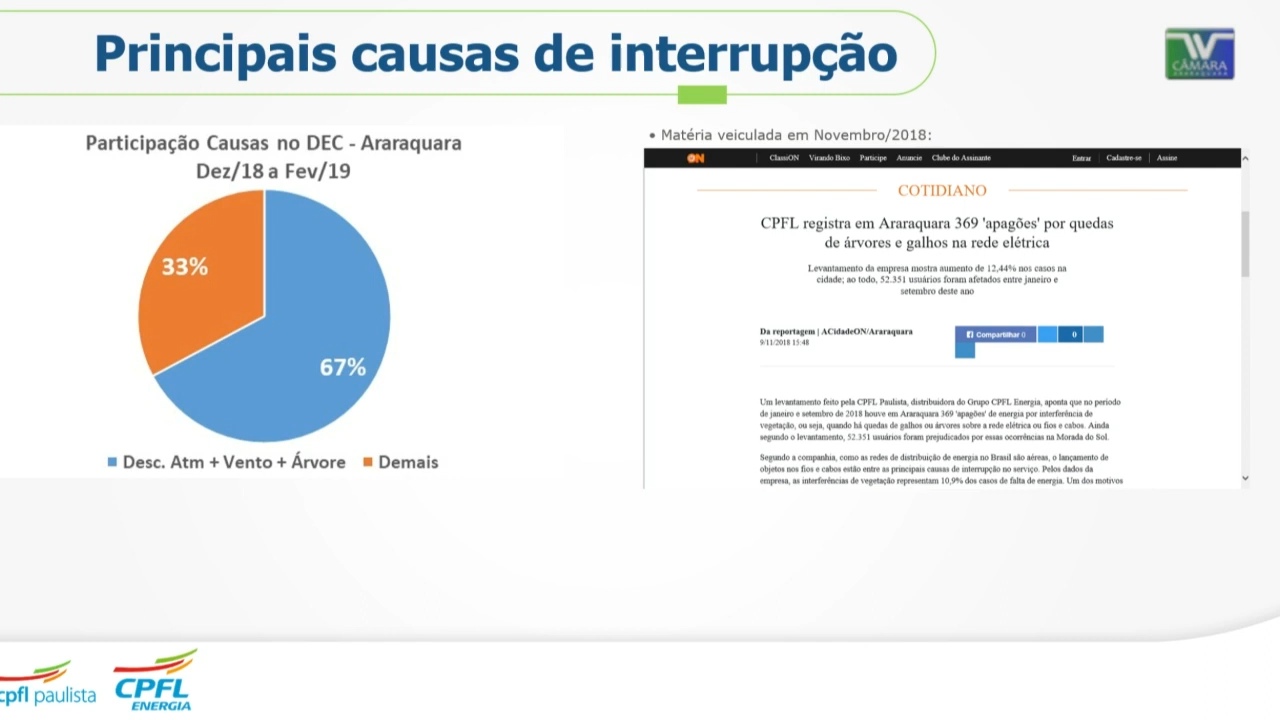 Principais causas de interrupção
CÂMARA
ARARAQUARA
Participação Causas no DEC - Araraquara
Dez/18 a Fev/19
33%
67%
Desc. Atm + Vento + Árvore
Demais
• Matéria veiculada em Novembro/2018:
ON
ClassiON
Virando Bixo
Participe
Anuncie
Clube do Assinante
Entrar
Cadastre-se
Assine
COTIDIANO
CPFL registra em Araraquara 369 'apagões' por quedas
de árvores e galhos na rede elétrica
Levantamento da empresa mostra aumento de 12,44% nos casos na
cidade; ao todo, 52.351 usuários foram afetados entre janeiro e
setembro deste ano
Da reportagem | ACidadeON/Araraquara
9/11/2018 15:48
Compartilhar 0
0
Um levantamento feito pela CPFL Paulista, distribuidora do Grupo CPFL Energia, aponta que no período
de janeiro e setembro de 2018 houve em Araraquara 369 'apagões' de energia por interferência de
vegetação, ou seja, quando há quedas de galhos ou árvores sobre a rede elétrica ou fios e cabos. Ainda
segundo o levantamento, 52.351 usuários foram prejudicados por essas ocorrências na Morada do Sol.
Segundo a companhia, como as redes de distribuição de energia no Brasil são aéreas, o lançamento de
objetos nos fios e cabos estão entre as principais causas de interrupção no serviço. Pelos dados da
empresa, as interferências de vegetação representam 10,9% dos casos de falta de energia. Um dos motivos
cpfl paulista
CPFL
ENERGIA